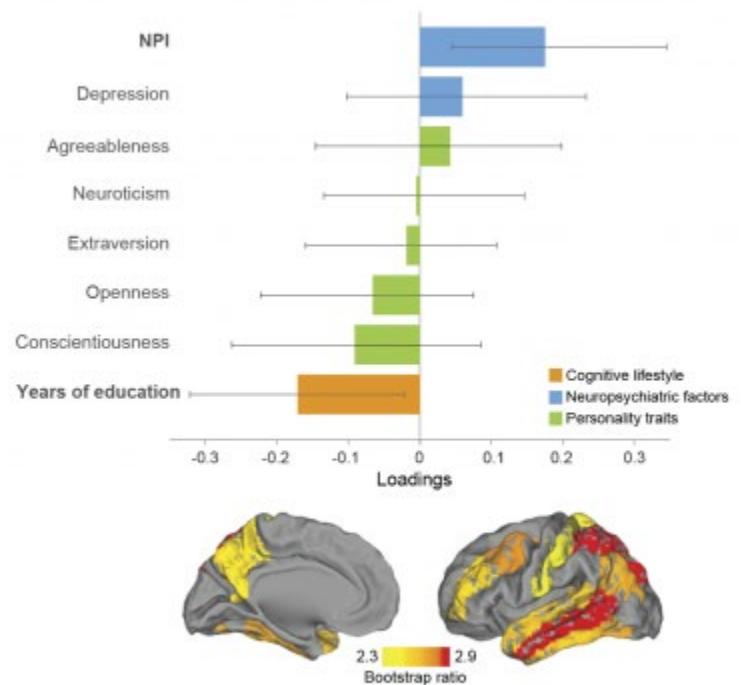 NPI
Depression
Agreeableness
Neuroticism
Extraversion
Openness
Conscientiousness
Years of education
Cognitive lifestyle
Neuropsychiatric factors
Personality traits
-0.3 -0.2 -0.1 0 0.1 0.2 0.3
Loadings
2.3 2.9
Bootstrap ratio